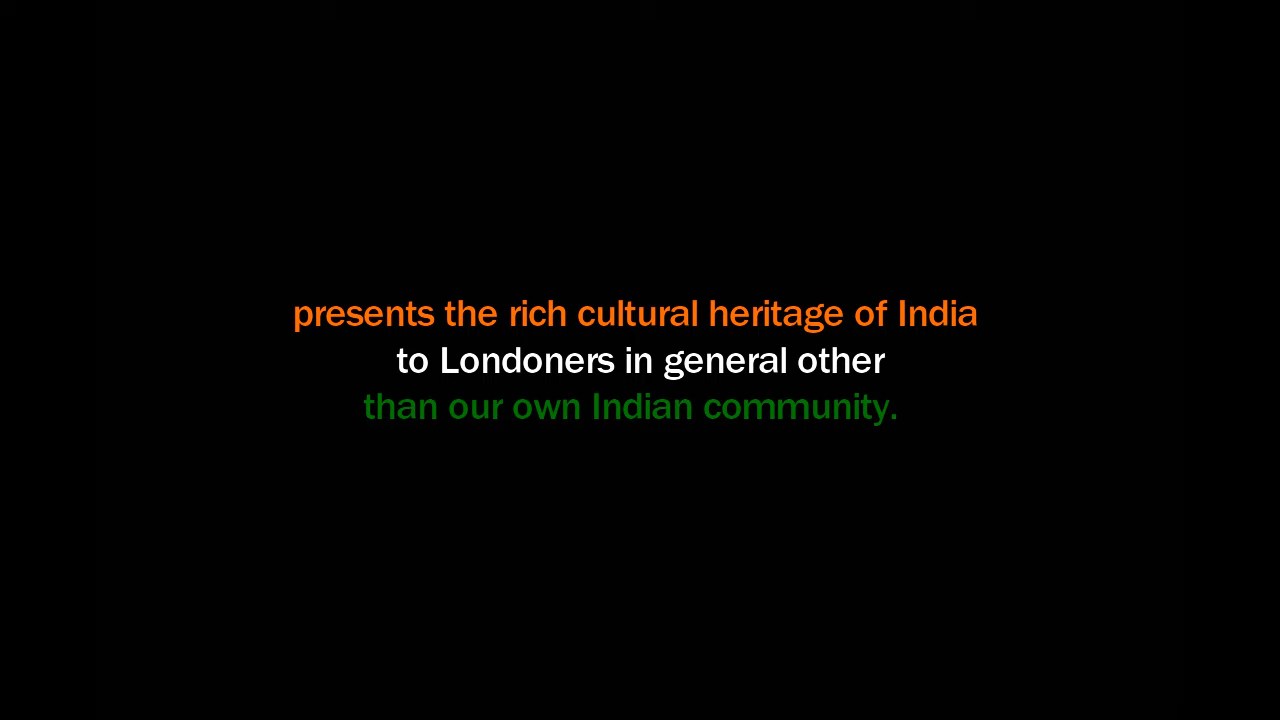 presents the rich cultural heritage of India
to Londoners in general other
than our own Indian community.